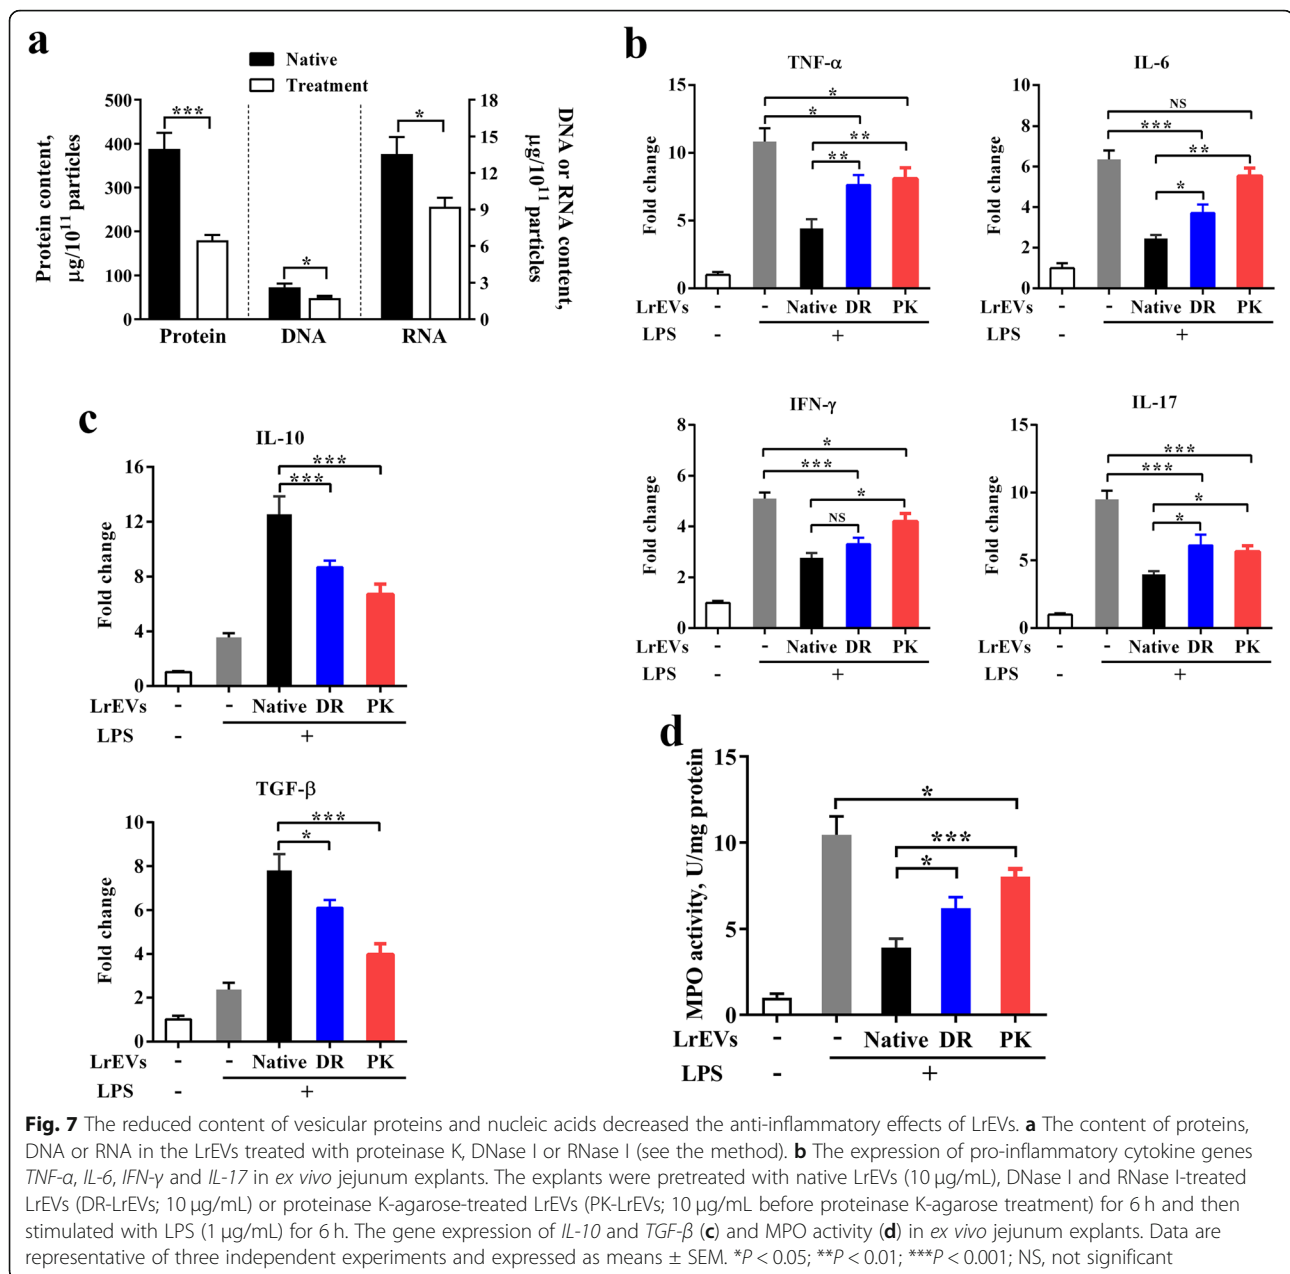 a
Native
Treatment
Protein content,
µg/10¹¹ particles
500
400
300
200
100
0
***
*
*
18
15
12
9
6
3
0
DNA or RNA content,
µg/10¹¹ particles
Protein DNA RNA
b
TNF-α
Fold change
15
10
5
0
*
*
**
**
LrEVs - - Native DR PK
LPS - +
IL-6
Fold change
10
8
6
4
2
0
NS
***
**
*
- - Native DR PK
- +
IFN-γ
Fold change
8
6
4
2
0
*
***
*
NS
LrEVs - - Native DR PK
LPS - +
IL-17
Fold change
15
10
5
0
***
***
*
*
- - Native DR PK
- +
c
IL-10
Fold change
16
12
8
4
0
***
***
LrEVs - - Native DR PK
LPS - +
TGF-β
Fold change
10
8
6
4
2
0
***
*
LrEVs - - Native DR PK
LPS - +
d
MPO activity, U/mg protein
15
10
5
0
*
***
*
LrEVs - - Native DR PK
LPS - +
Fig. 7 The reduced content of vesicular proteins and nucleic acids decreased the anti-inflammatory effects of LrEVs. a The content of proteins,
DNA or RNA in the LrEVs treated with proteinase K, DNase I or RNase I (see the method). b The expression of pro-inflammatory cytokine genes
TNF-α, IL-6, IFN-γ and IL-17 in ex vivo jejunum explants. The explants were pretreated with native LrEVs (10 µg/mL), DNase I and RNase I-treated
LrEVs (DR-LrEVs; 10 µg/mL) or proteinase K-agarose-treated LrEVs (PK-LrEVs; 10 µg/mL before proteinase K-agarose treatment) for 6 h and then
stimulated with LPS (1 µg/mL) for 6 h. The gene expression of IL-10 and TGF-β (c) and MPO activity (d) in ex vivo jejunum explants. Data are
representative of three independent experiments and expressed as means ± SEM. *P < 0.05; **P < 0.01; ***P < 0.001; NS, not significant